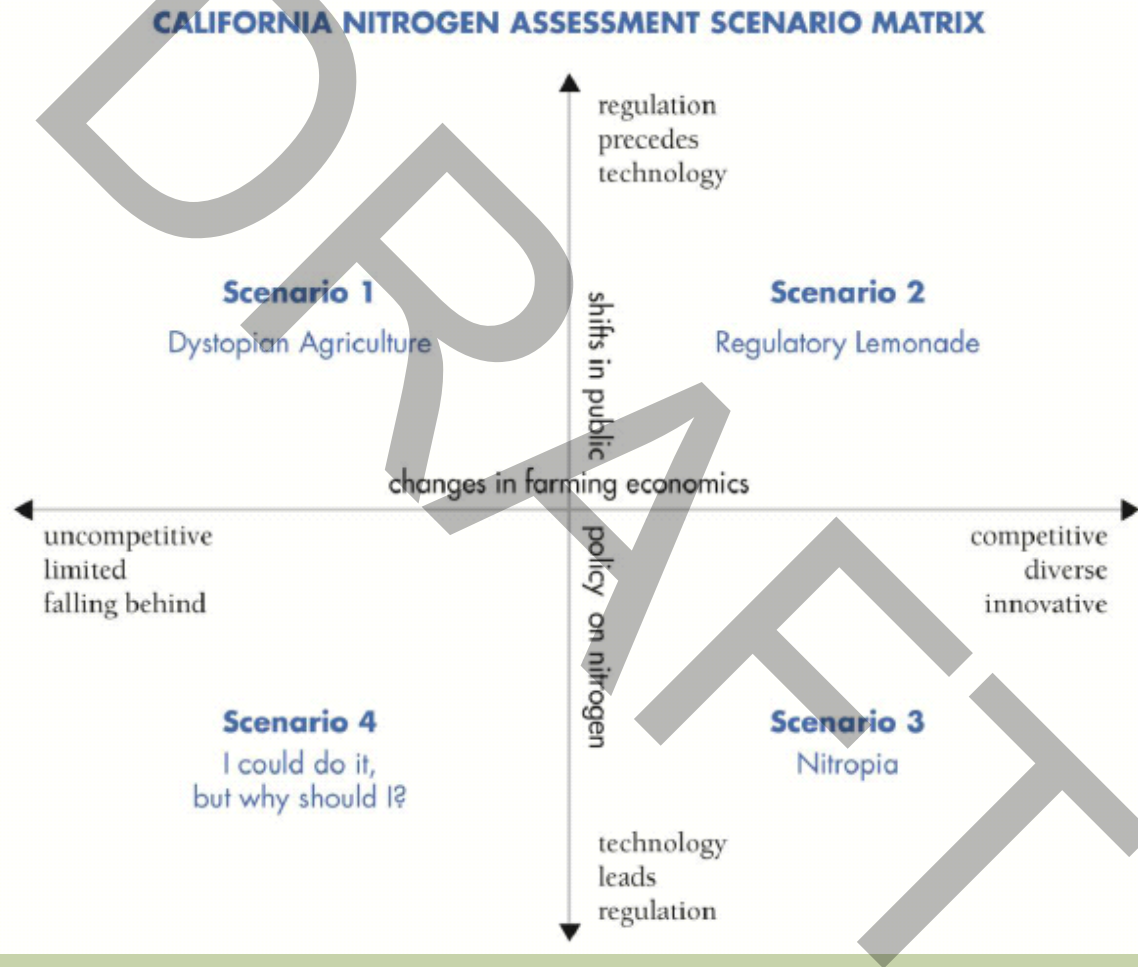 CALIFORNIA NITROGEN ASSESSMENT SCENARIO MATRIX
regulation
precedes
technology
Scenario 1
Dystopian Agriculture
Scenario 2
Regulatory Lemonade
shifts in public policy on nitrogen
changes in farming economics
uncompetitive
limited
falling behind
competitive
diverse
innovative
Scenario 4
I could do it,
but why should I?
Scenario 3
Nitropia
technology
leads
regulation
DRAFT